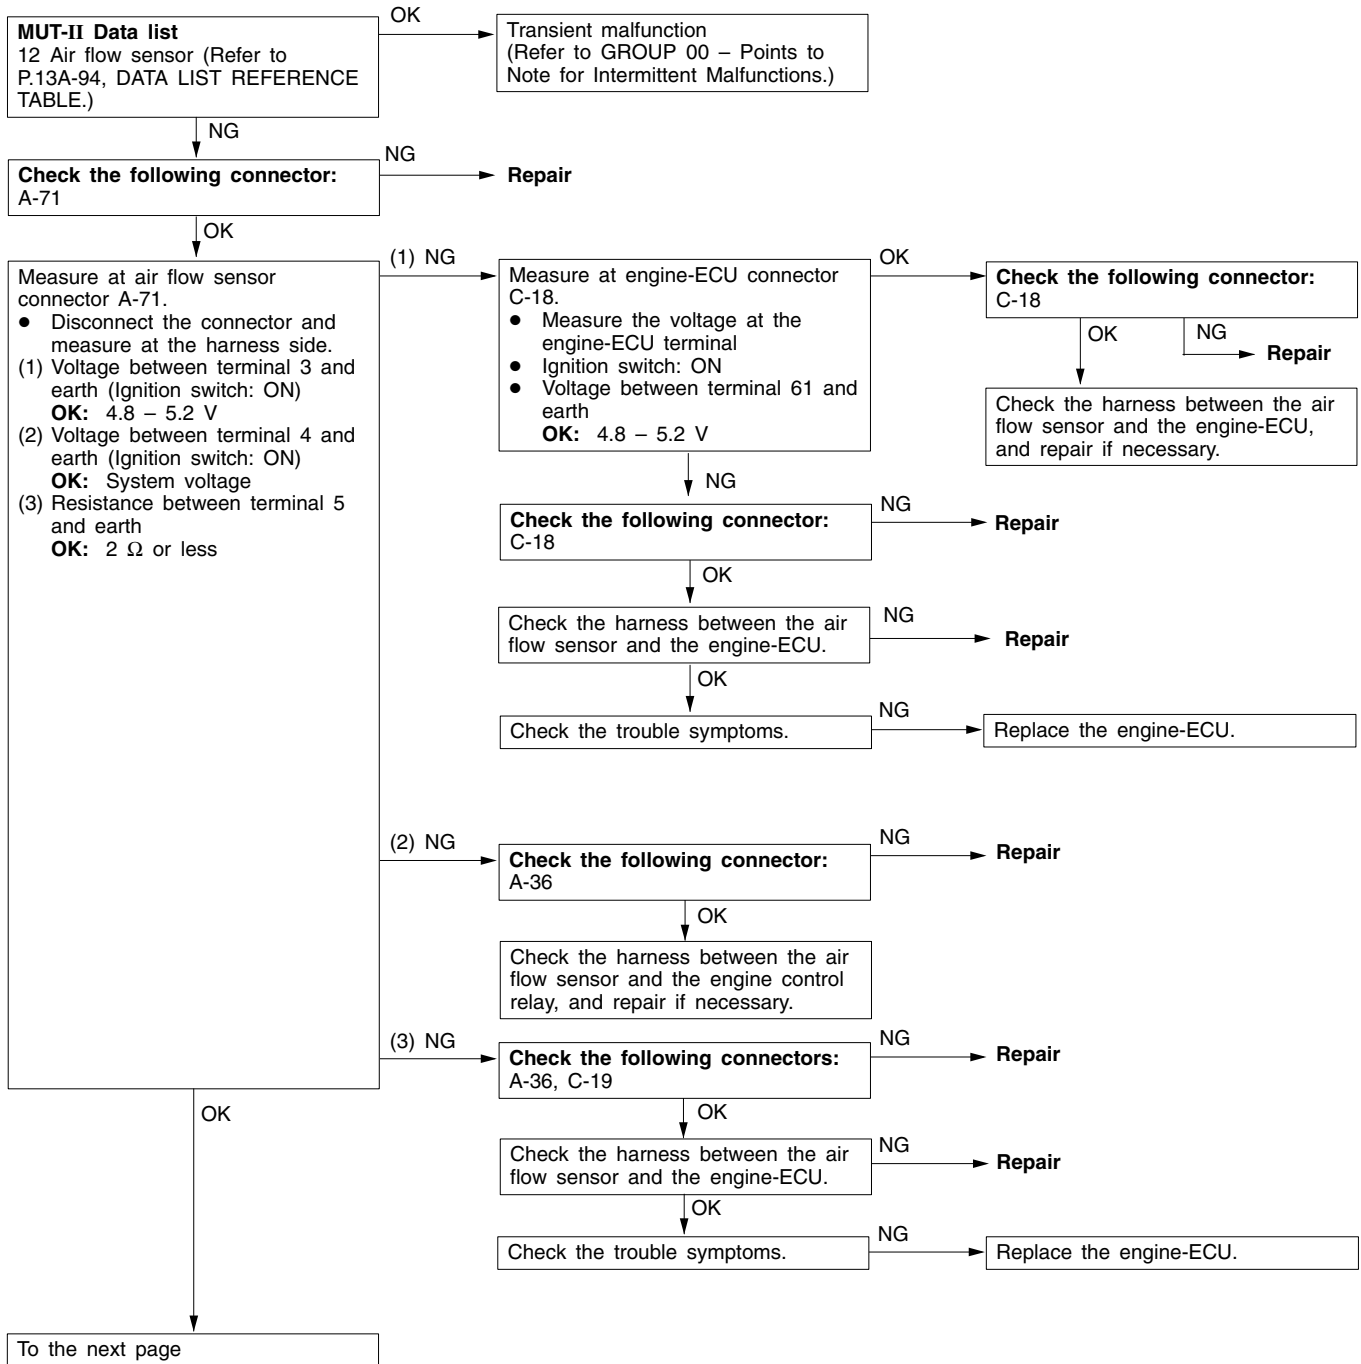 MUT-II Data list
12 Air flow sensor (Refer to
P.13A-94, DATA LIST REFERENCE
TABLE.)
OK
Transient malfunction
(Refer to GROUP 00 – Points to
Note for Intermittent Malfunctions.)
NG
Check the following connector:
A-71
NG
Repair
OK
Measure at air flow sensor
connector A-71.
● Disconnect the connector and
measure at the harness side.
(1) Voltage between terminal 3 and
earth (Ignition switch: ON)
OK: 4.8 – 5.2 V
(2) Voltage between terminal 4 and
earth (Ignition switch: ON)
OK: System voltage
(3) Resistance between terminal 5
and earth
OK: 2 Ω or less
(1) NG
Measure at engine-ECU connector
C-18.
● Measure the voltage at the
engine-ECU terminal
● Ignition switch: ON
● Voltage between terminal 61 and
earth
OK: 4.8 – 5.2 V
OK
Check the following connector:
C-18
OK
NG
Repair
Check the harness between the air
flow sensor and the engine-ECU,
and repair if necessary.
NG
Check the following connector:
C-18
NG
Repair
OK
Check the harness between the air
flow sensor and the engine-ECU.
NG
Repair
OK
Check the trouble symptoms.
NG
Replace the engine-ECU.
(2) NG
Check the following connector:
A-36
NG
Repair
OK
Check the harness between the air
flow sensor and the engine control
relay, and repair if necessary.
(3) NG
Check the following connectors:
A-36, C-19
NG
Repair
OK
Check the harness between the air
flow sensor and the engine-ECU.
NG
Repair
OK
Check the trouble symptoms.
NG
Replace the engine-ECU.
OK
To the next page